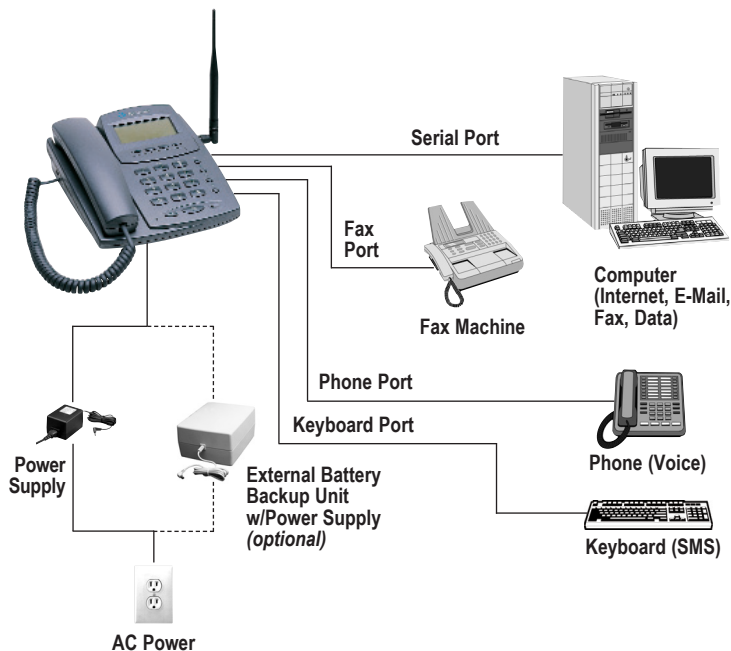 Serial Port
Fax
Port
Fax Machine
Computer
(Internet, E-Mail,
Fax, Data)
Phone Port
Keyboard Port
Phone (Voice)
Power
Supply
External Battery
Backup Unit
w/Power Supply
(optional)
Keyboard (SMS)
AC Power